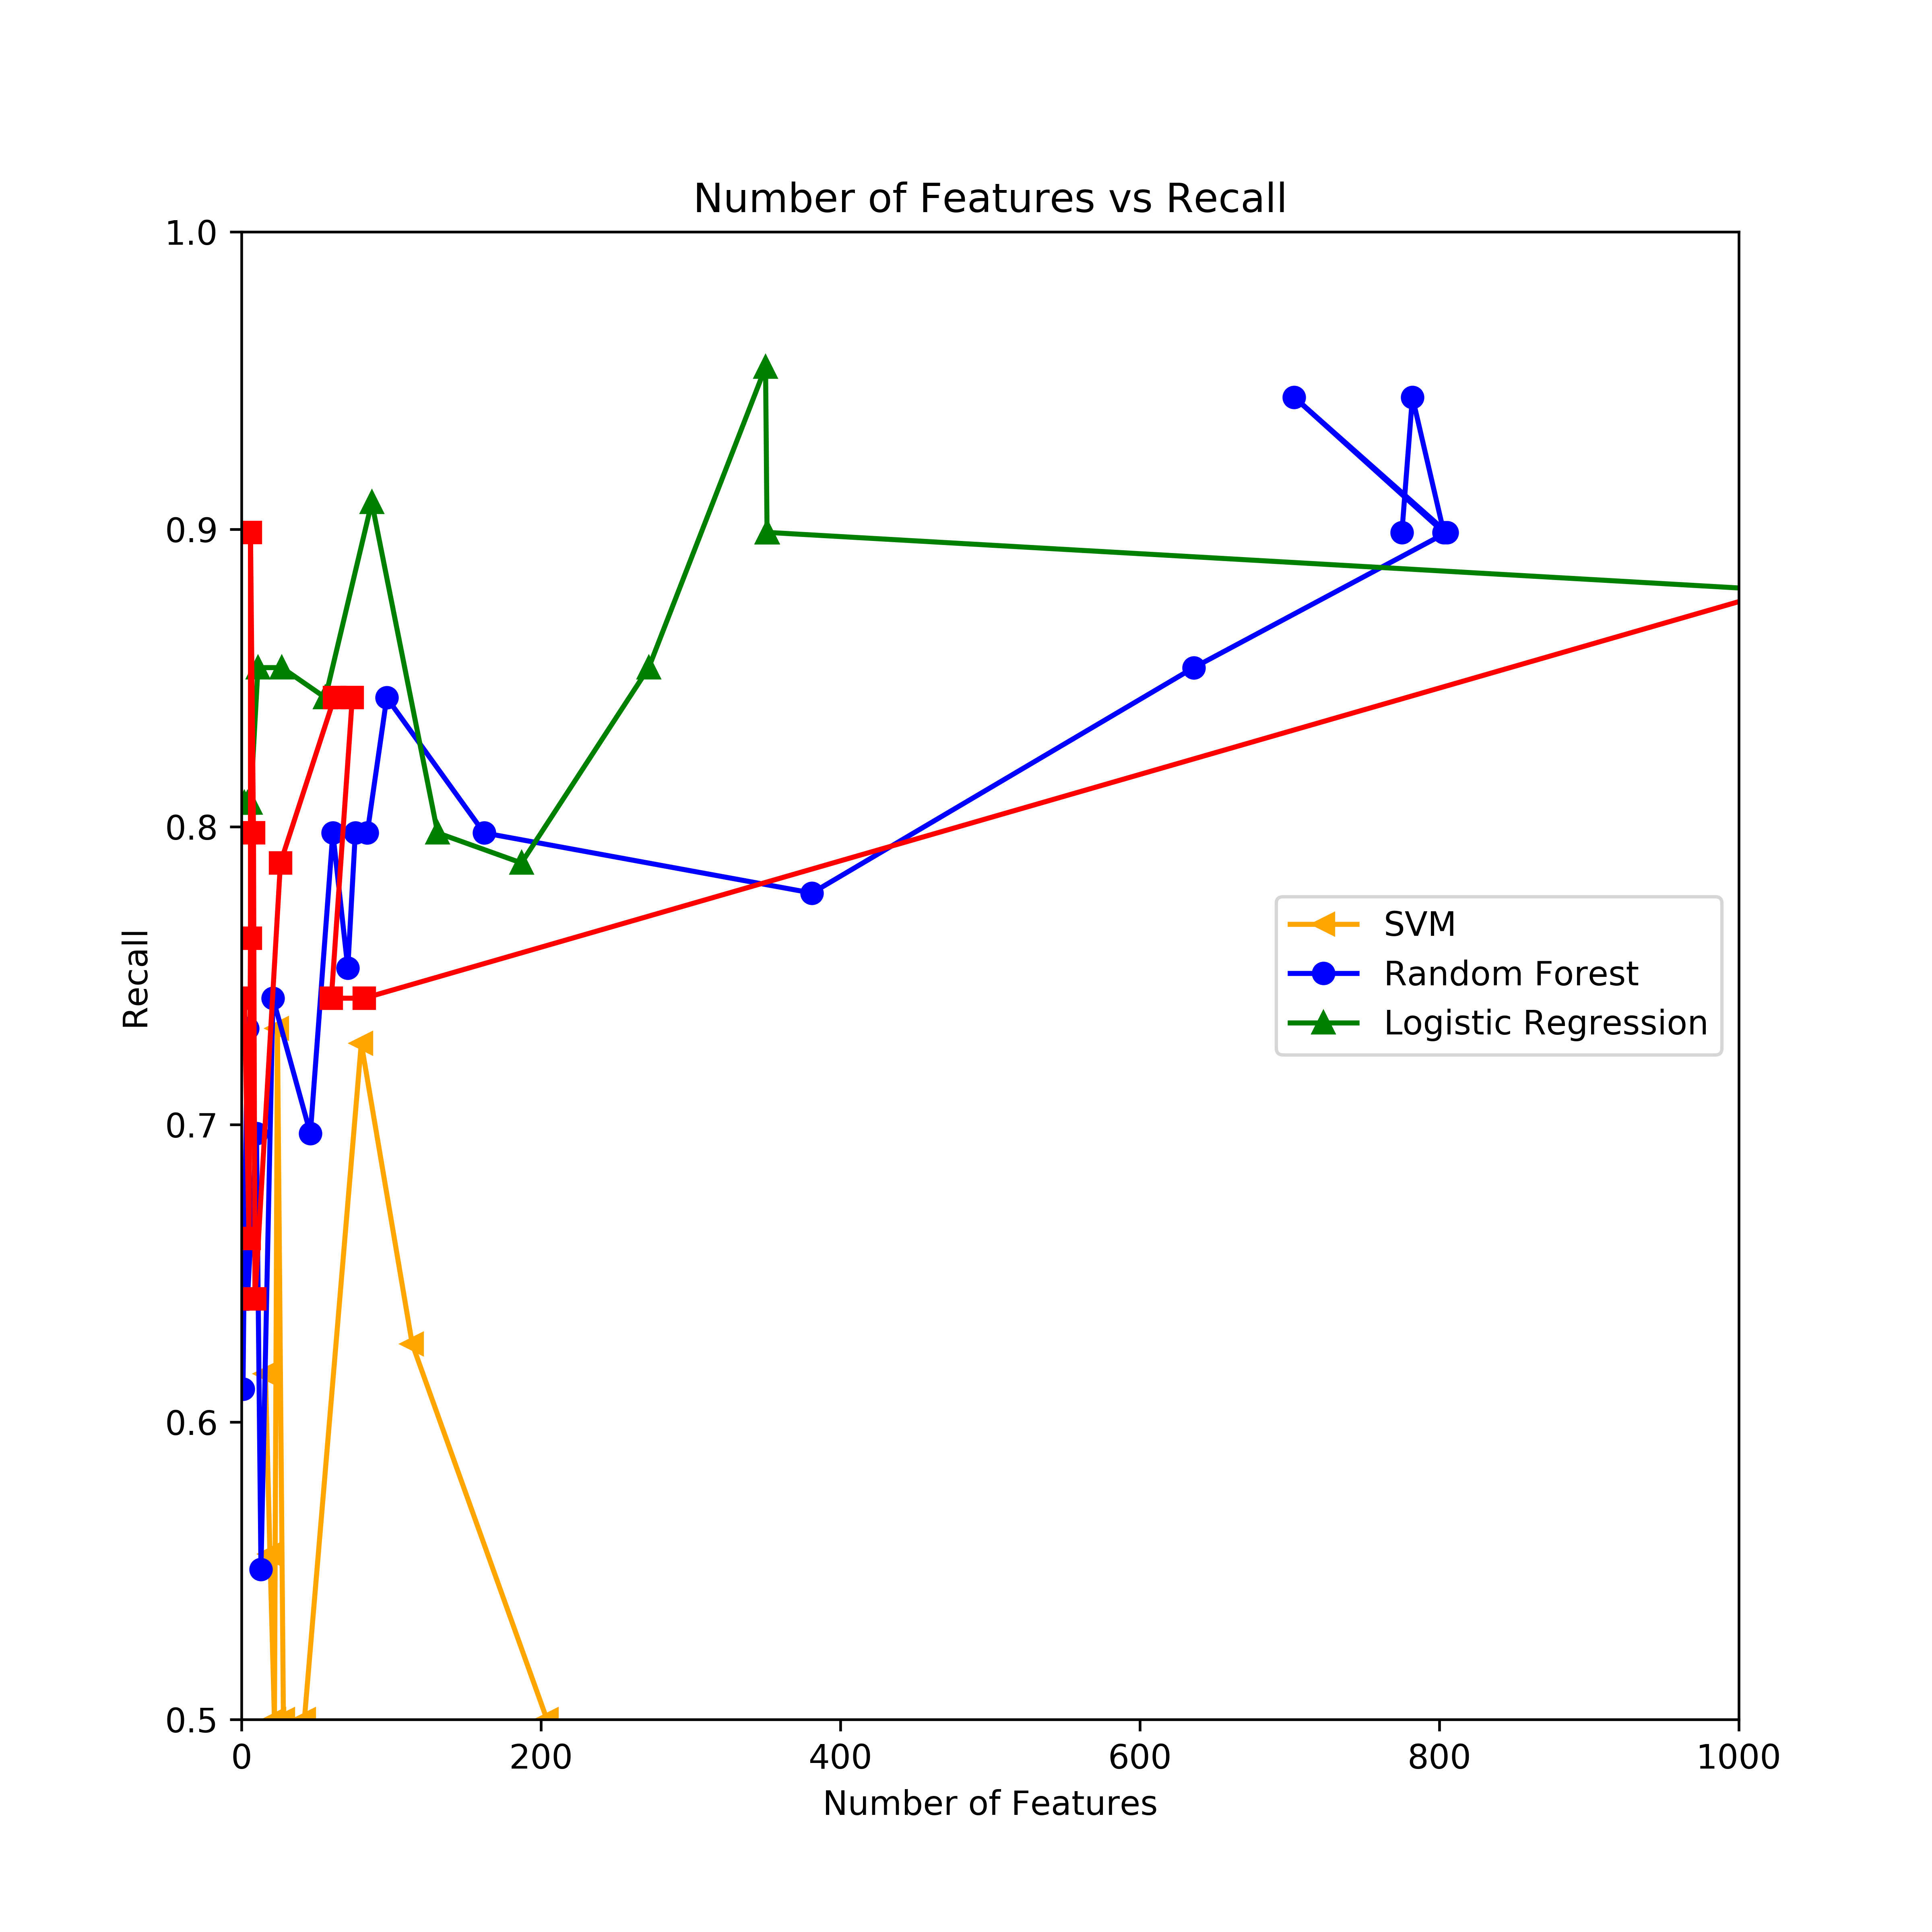 Number of Features vs Recall
1.0
0.9
0.8
0.7
0.6
0.5
Recall
SVM
Random Forest
Logistic Regression
0 200 400 600 800 1000
Number of Features